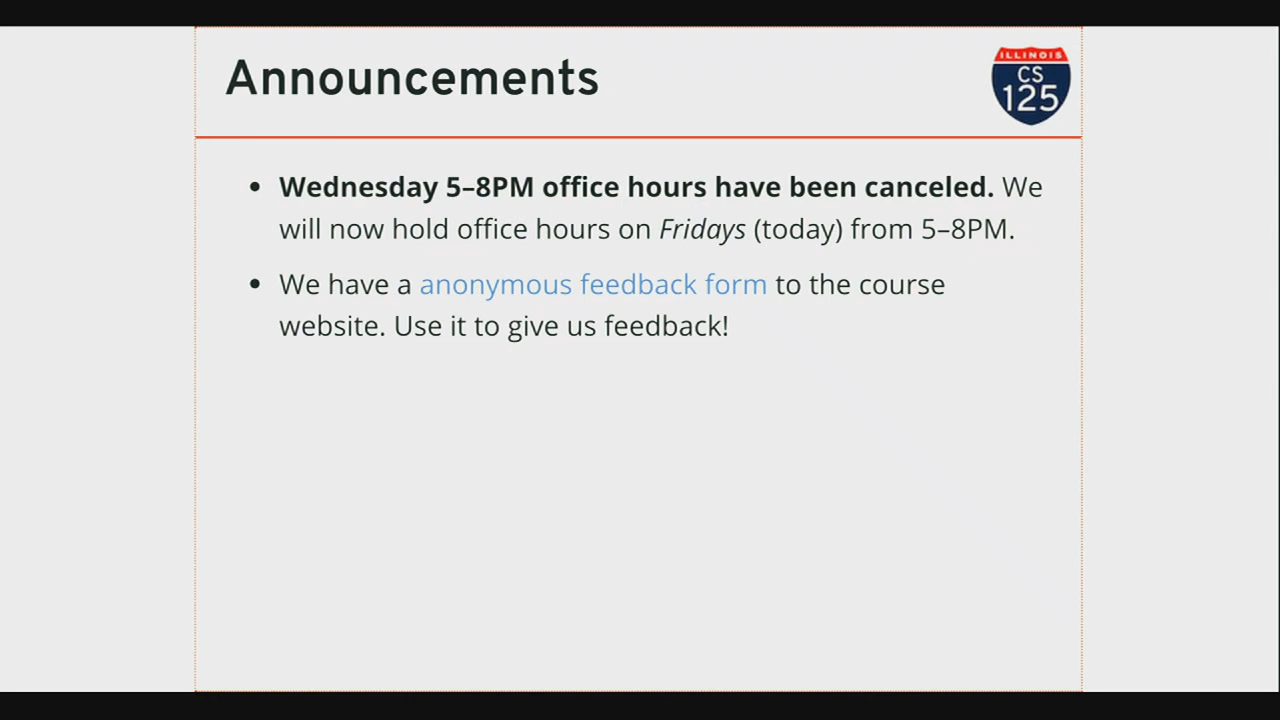 Announcements
ILLINOIS
CS
125
Wednesday 5–8PM office hours have been canceled. We
will now hold office hours on Fridays (today) from 5–8PM.
We have a anonymous feedback form to the course
website. Use it to give us feedback!